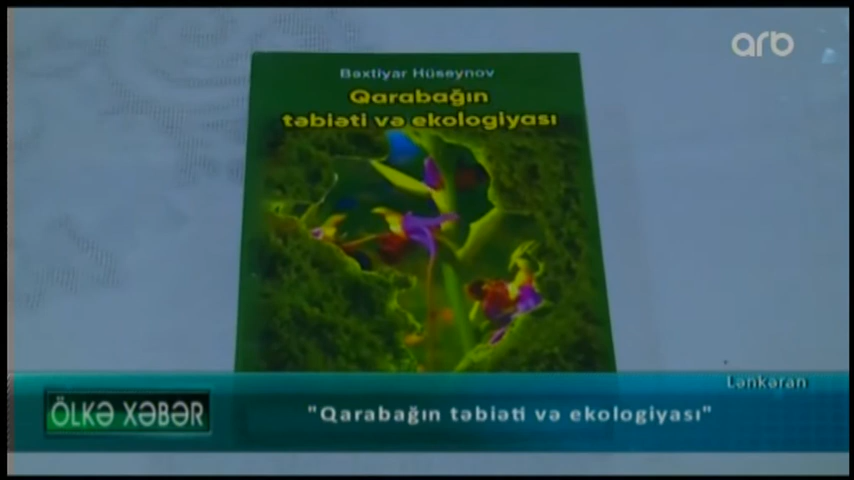 arb
Bəxtiyar Hüseynov
Qarabağın
təbiəti və ekologiyası
Lənkəran
ÖLKƏ XƏBƏR
"Qarabağın təbiəti və ekologiyası"